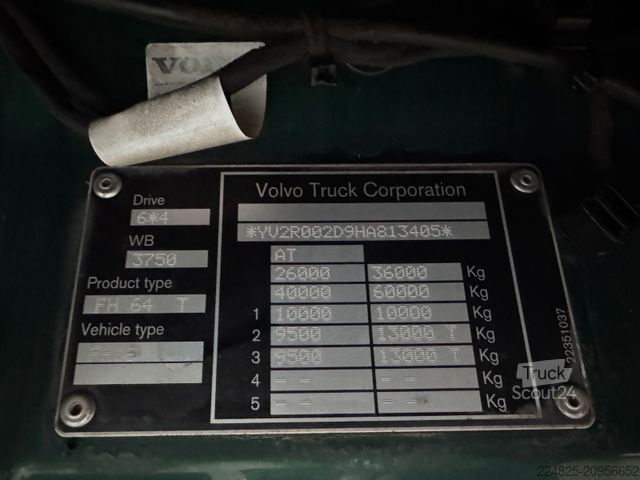 VOL
Volvo Truck Corporation
*YV2R002D9HA813405*
Drive
6*4
WB
3750
Product type
FH 64 T
Vehicle type
AT
26000 36000 Kg
40000 60000 Kg
1 10000 10000 Kg
2 9500 13000 T Kg
3 9500 13000 T Kg
4 -- -- Kg
5 -- -- Kg
22351037
Truck
Scout24
224825-20956652